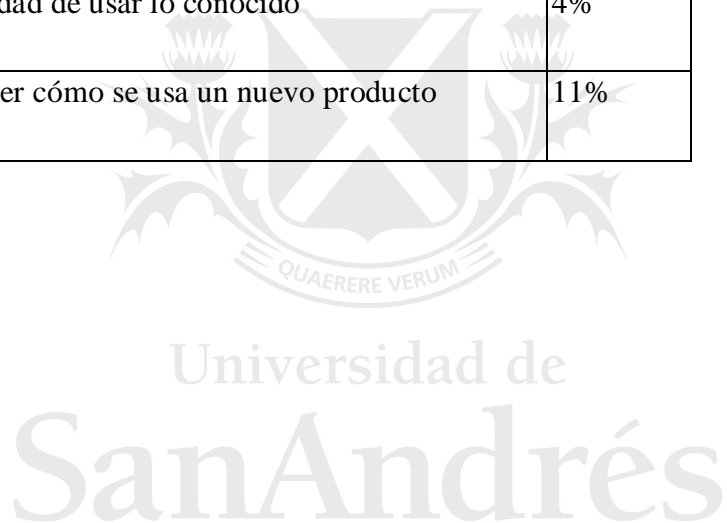 dad de usar lo conocido 4%
er cómo se usa un nuevo producto 11%
QUAERERE VERUM
Universidad de
SanAndrés